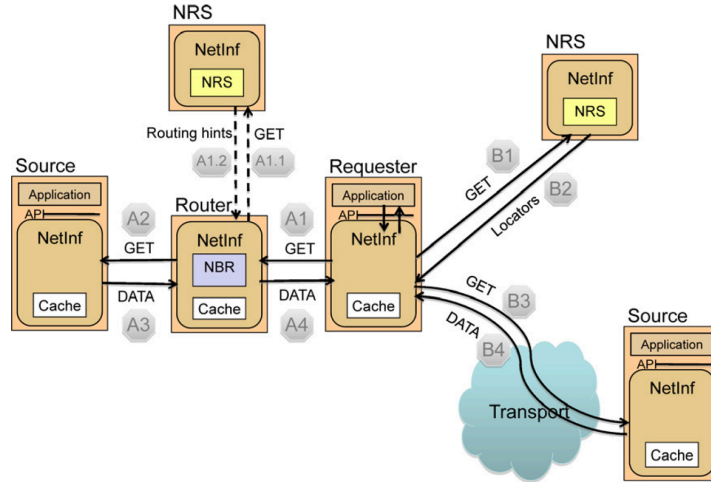 NRS
NetInf
NRS
Routing hints
GET
A1.2
A1.1
NRS
NetInf
NRS
B1
GET
B2
Locators
Source
Application
API
NetInf
Cache
A2
GET
DATA
A3
Router
NetInf
NBR
Cache
A1
GET
DATA
A4
Requester
Application
API
NetInf
Cache
GET
B3
DATA
B4
Transport
Source
Application
API
NetInf
Cache